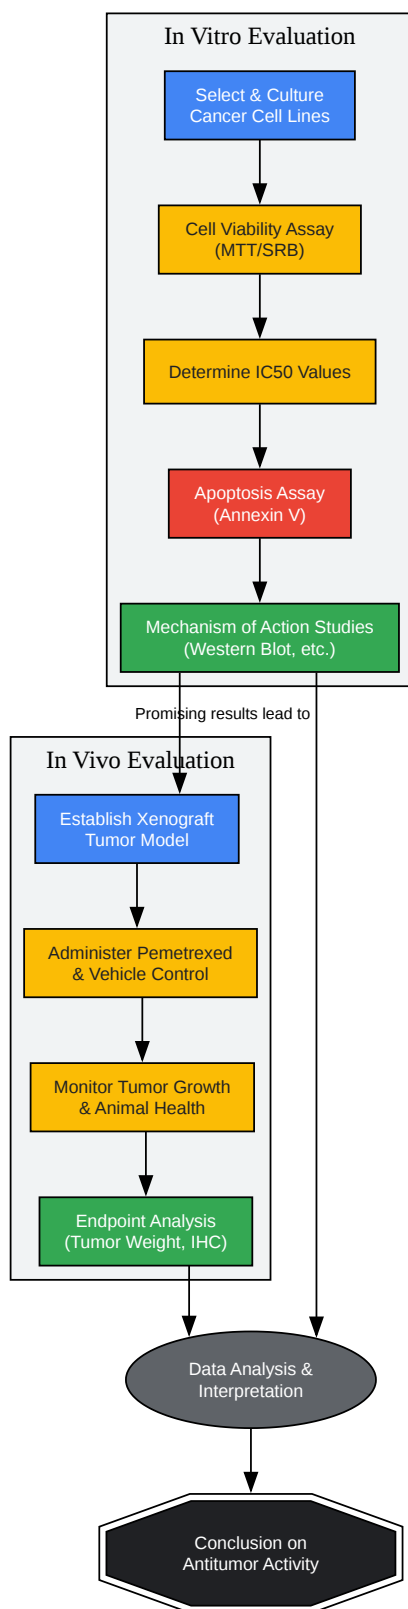 In Vitro Evaluation
Select & Culture
Cancer Cell Lines
Cell Viability Assay
(MTT/SRB)
Determine IC50 Values
Apoptosis Assay
(Annexin V)
Mechanism of Action Studies
(Western Blot, etc.)
Promising results lead to
In Vivo Evaluation
Establish Xenograft
Tumor Model
Administer Pemetrexed
& Vehicle Control
Monitor Tumor Growth
& Animal Health
Endpoint Analysis
(Tumor Weight, IHC)
Data Analysis &
Interpretation
Conclusion on
Antitumor Activity